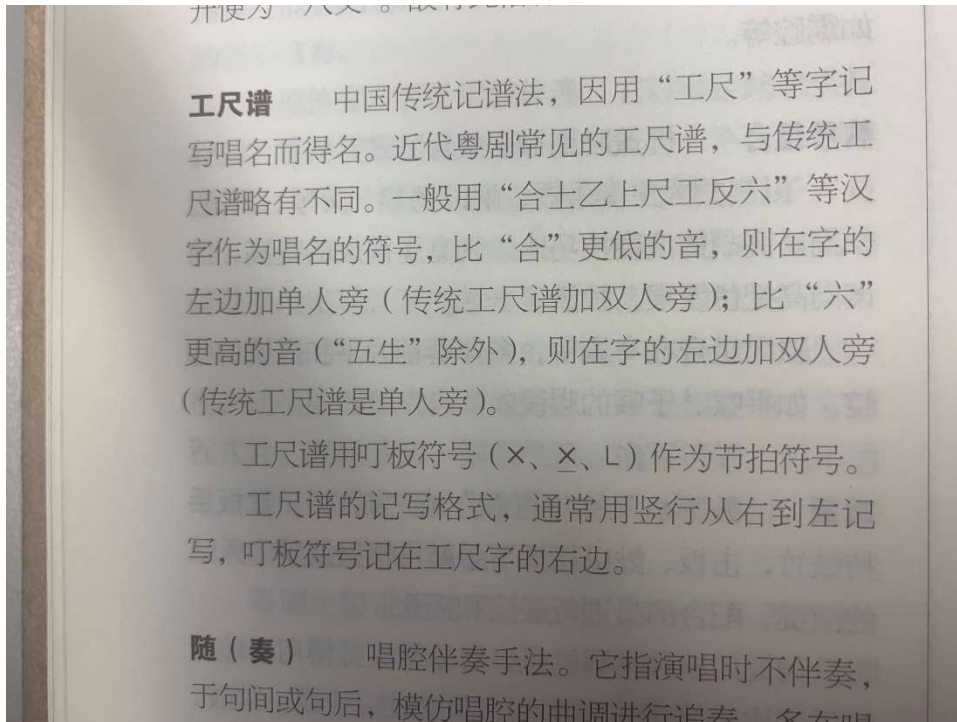 工尺谱　中国传统记谱法，因用“工尺”等字记
写唱名而得名。近代粤剧常见的工尺谱，与传统工
尺谱略有不同。一般用“合士乙上尺工反六”等汉
字作为唱名的符号，比“合”更低的音，则在字的
左边加单人旁（传统工尺谱加双人旁）；比“六”
更高的音（“五生”除外），则在字的左边加双人旁
（传统工尺谱是单人旁）。
工尺谱用叮板符号（×、×̲、∟）作为节拍符号。
工尺谱的记写格式，通常用竖行从右到左记
写，叮板符号记在工尺字的右边。
随（奏）　唱腔伴奏手法。它指演唱时不伴奏，
于句间或句后，模仿唱腔的曲调进行追奏